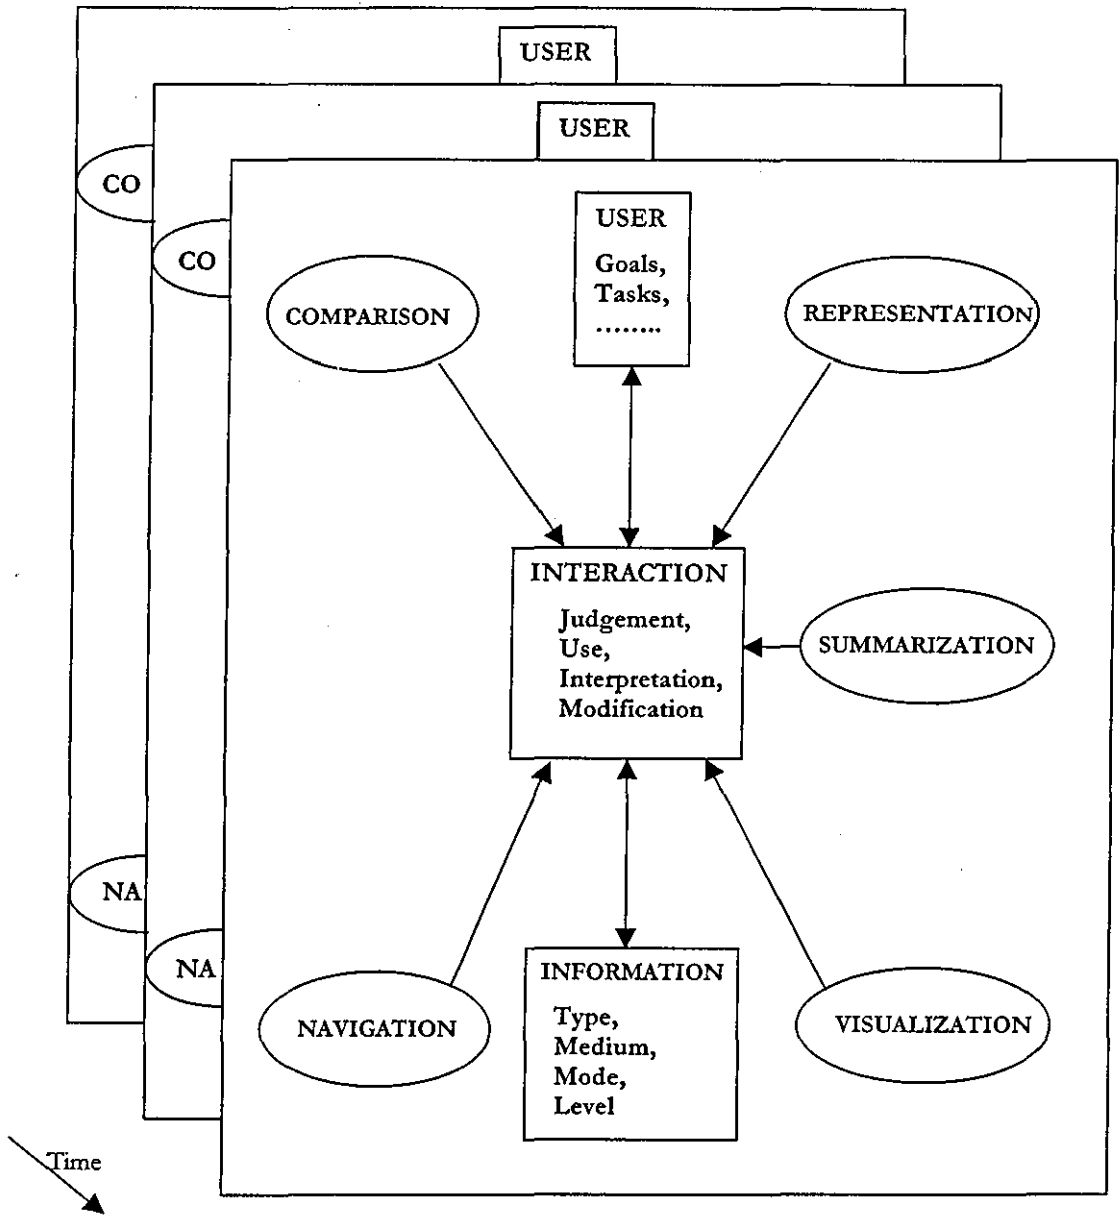 USER
USER
CO
CO
USER
Goals,
Tasks,
.........
COMPARISON
REPRESENTATION
INTERACTION
Judgement,
Use,
Interpretation,
Modification
SUMMARIZATION
NA
NA
INFORMATION
Type,
Medium,
Mode,
Level
NAVIGATION
VISUALIZATION
Time